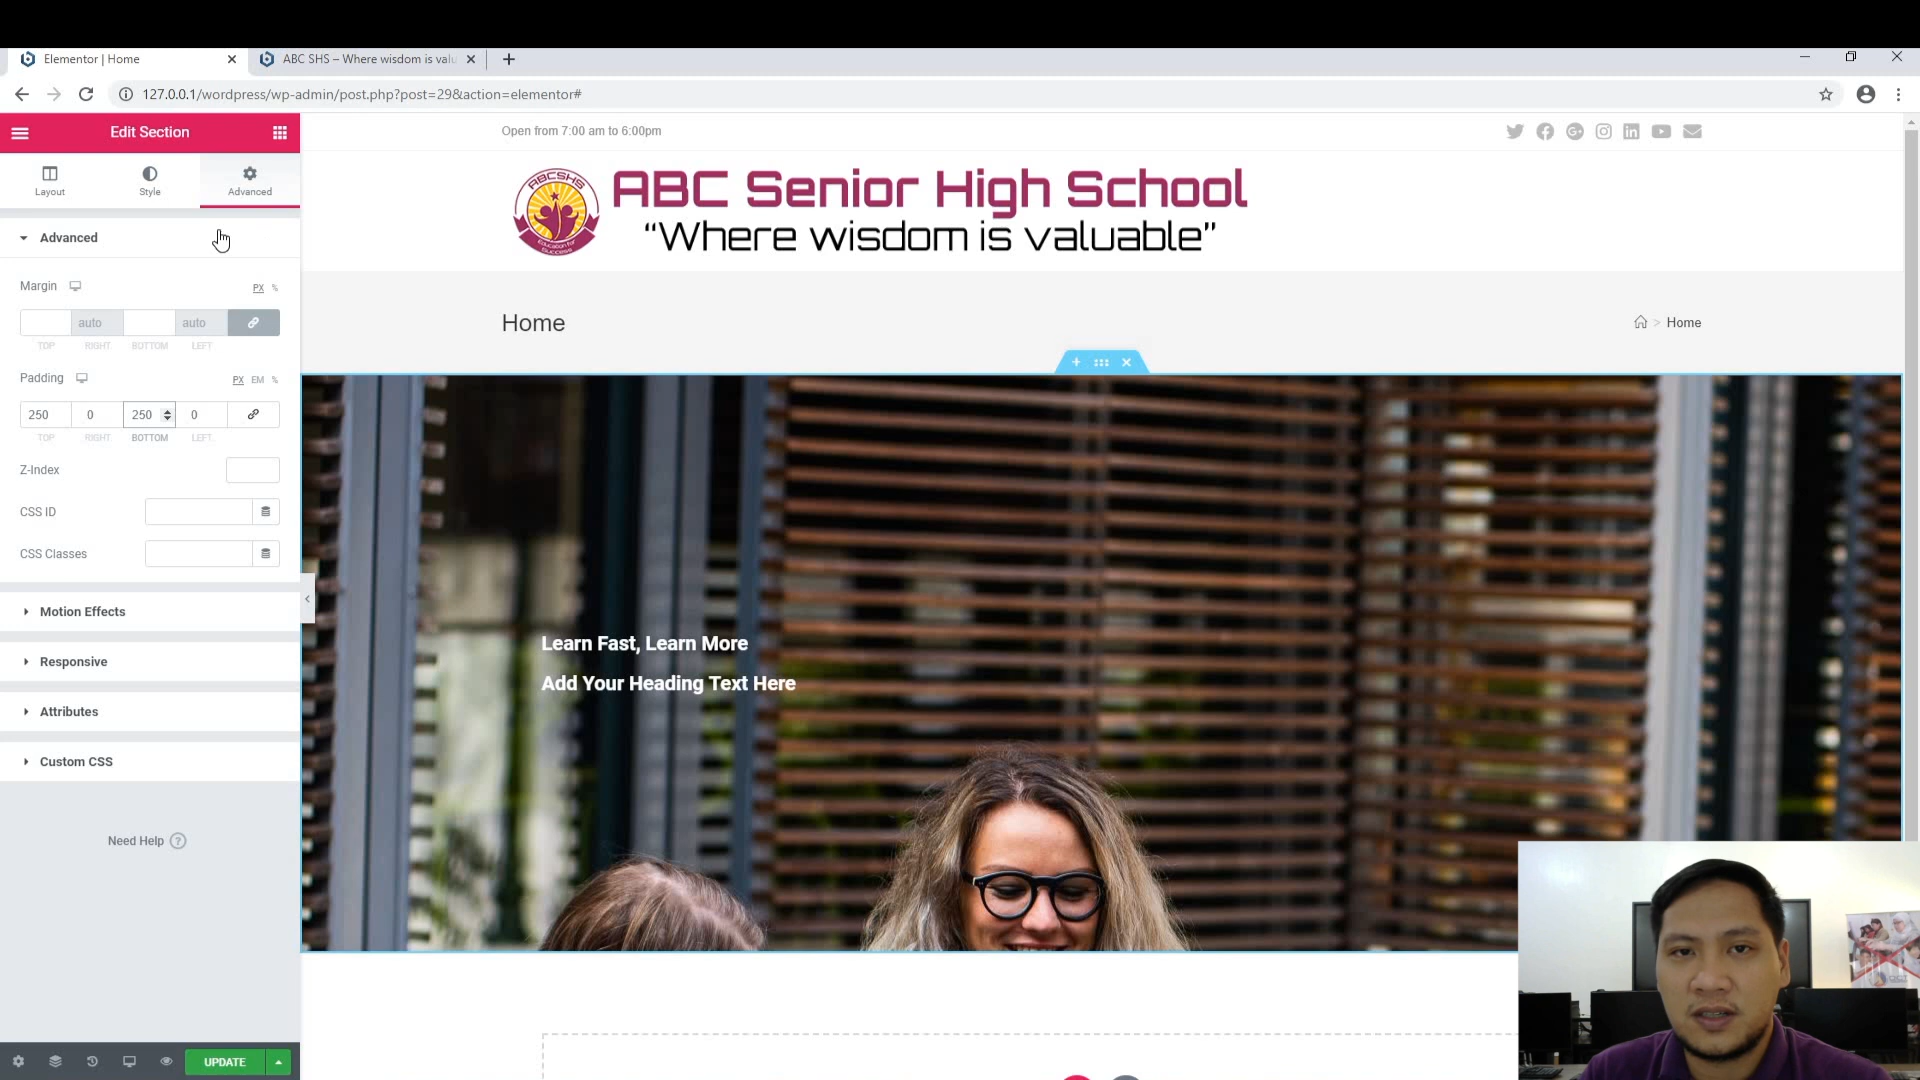 Elementor | Home
ABC SHS – Where wisdom is valu
127.0.0.1/wordpress/wp-admin/post.php?post=29&action=elementor#
Edit Section
Layout
Style
Advanced
Advanced
Margin
PX %
auto
auto
TOP RIGHT BOTTOM LEFT
Padding
PX EM %
250 0 250 0
TOP RIGHT BOTTOM LEFT
Z-Index
CSS ID
CSS Classes
Motion Effects
Responsive
Attributes
Custom CSS
Need Help ?
UPDATE
Open from 7:00 am to 6:00pm
ABCSHS
Education for
Success
ABC Senior High School
“Where wisdom is valuable”
Home
> Home
Learn Fast, Learn More
Add Your Heading Text Here